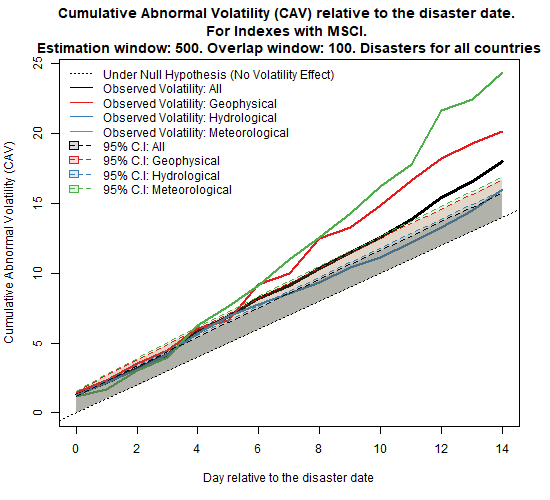 Cumulative Abnormal Volatility (CAV) relative to the disaster date.
For Indexes with MSCI.
Estimation window: 500. Overlap window: 100. Disasters for all countries
Under Null Hypothesis (No Volatility Effect)
Observed Volatility: All
Observed Volatility: Geophysical
Observed Volatility: Hydrological
Observed Volatility: Meteorological
95% C.I: All
95% C.I: Geophysical
95% C.I: Hydrological
95% C.I: Meteorological
Cumulative Abnormal Volatility (CAV)
25
20
15
10
5
0
0 2 4 6 8 10 12 14
Day relative to the disaster date